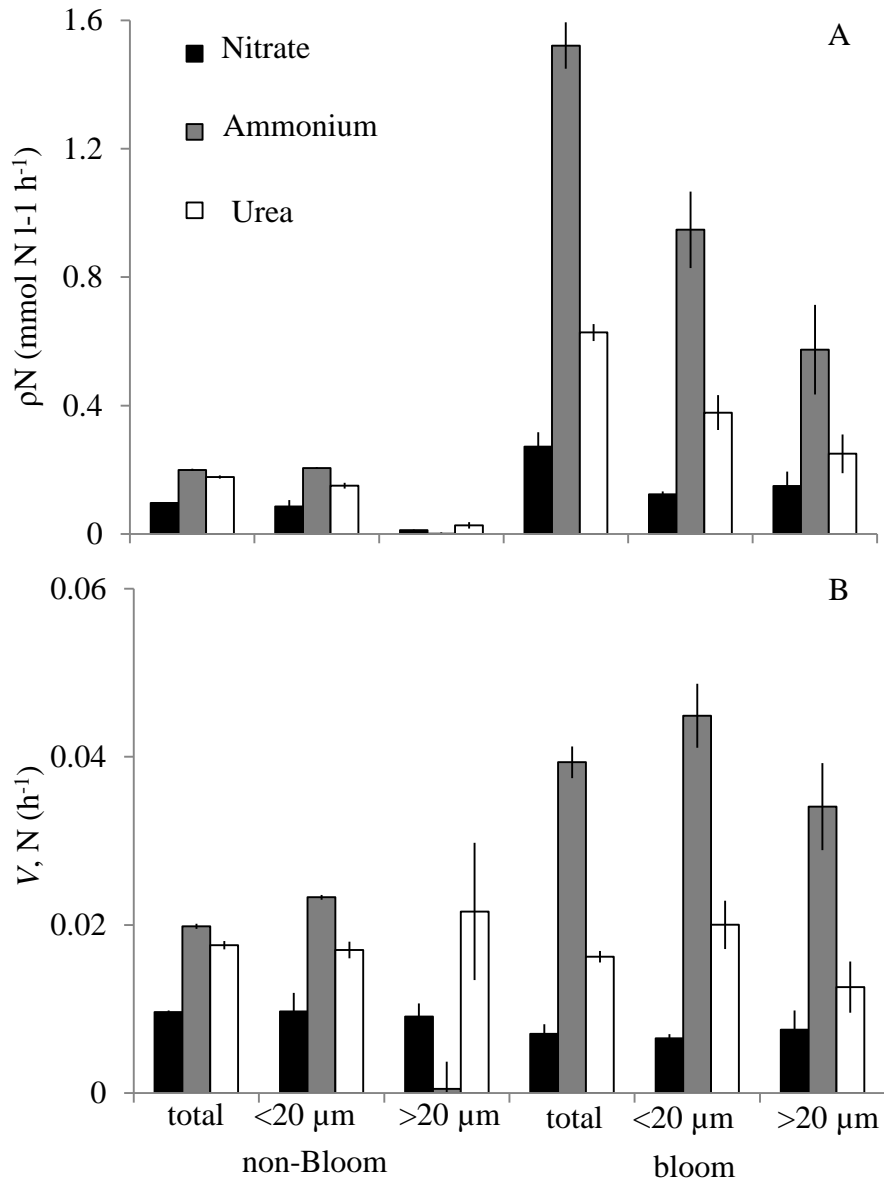 1.6
A
Nitrate
Ammonium
1.2
Urea
0.8
ρN (mmol N l-1 h⁻¹)
0.4
0
0.06
B
0.04
V, N (h⁻¹)
0.02
0
total <20 µm >20 µm total <20 µm >20 µm
non-Bloom bloom